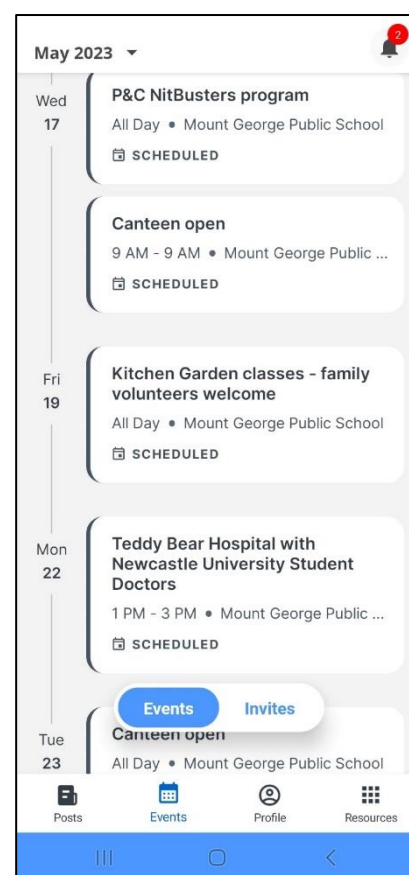 May 2023
2
Wed
17
P&C NitBusters program
All Day • Mount George Public School
SCHEDULED
Canteen open
9 AM - 9 AM • Mount George Public ...
SCHEDULED
Fri
19
Kitchen Garden classes - family
volunteers welcome
All Day • Mount George Public School
SCHEDULED
Mon
22
Teddy Bear Hospital with
Newcastle University Student
Doctors
1 PM - 3 PM • Mount George Public ...
SCHEDULED
Events
Invites
Tue
23
Canteen open
All Day • Mount George Public School
Posts
Events
Profile
Resources